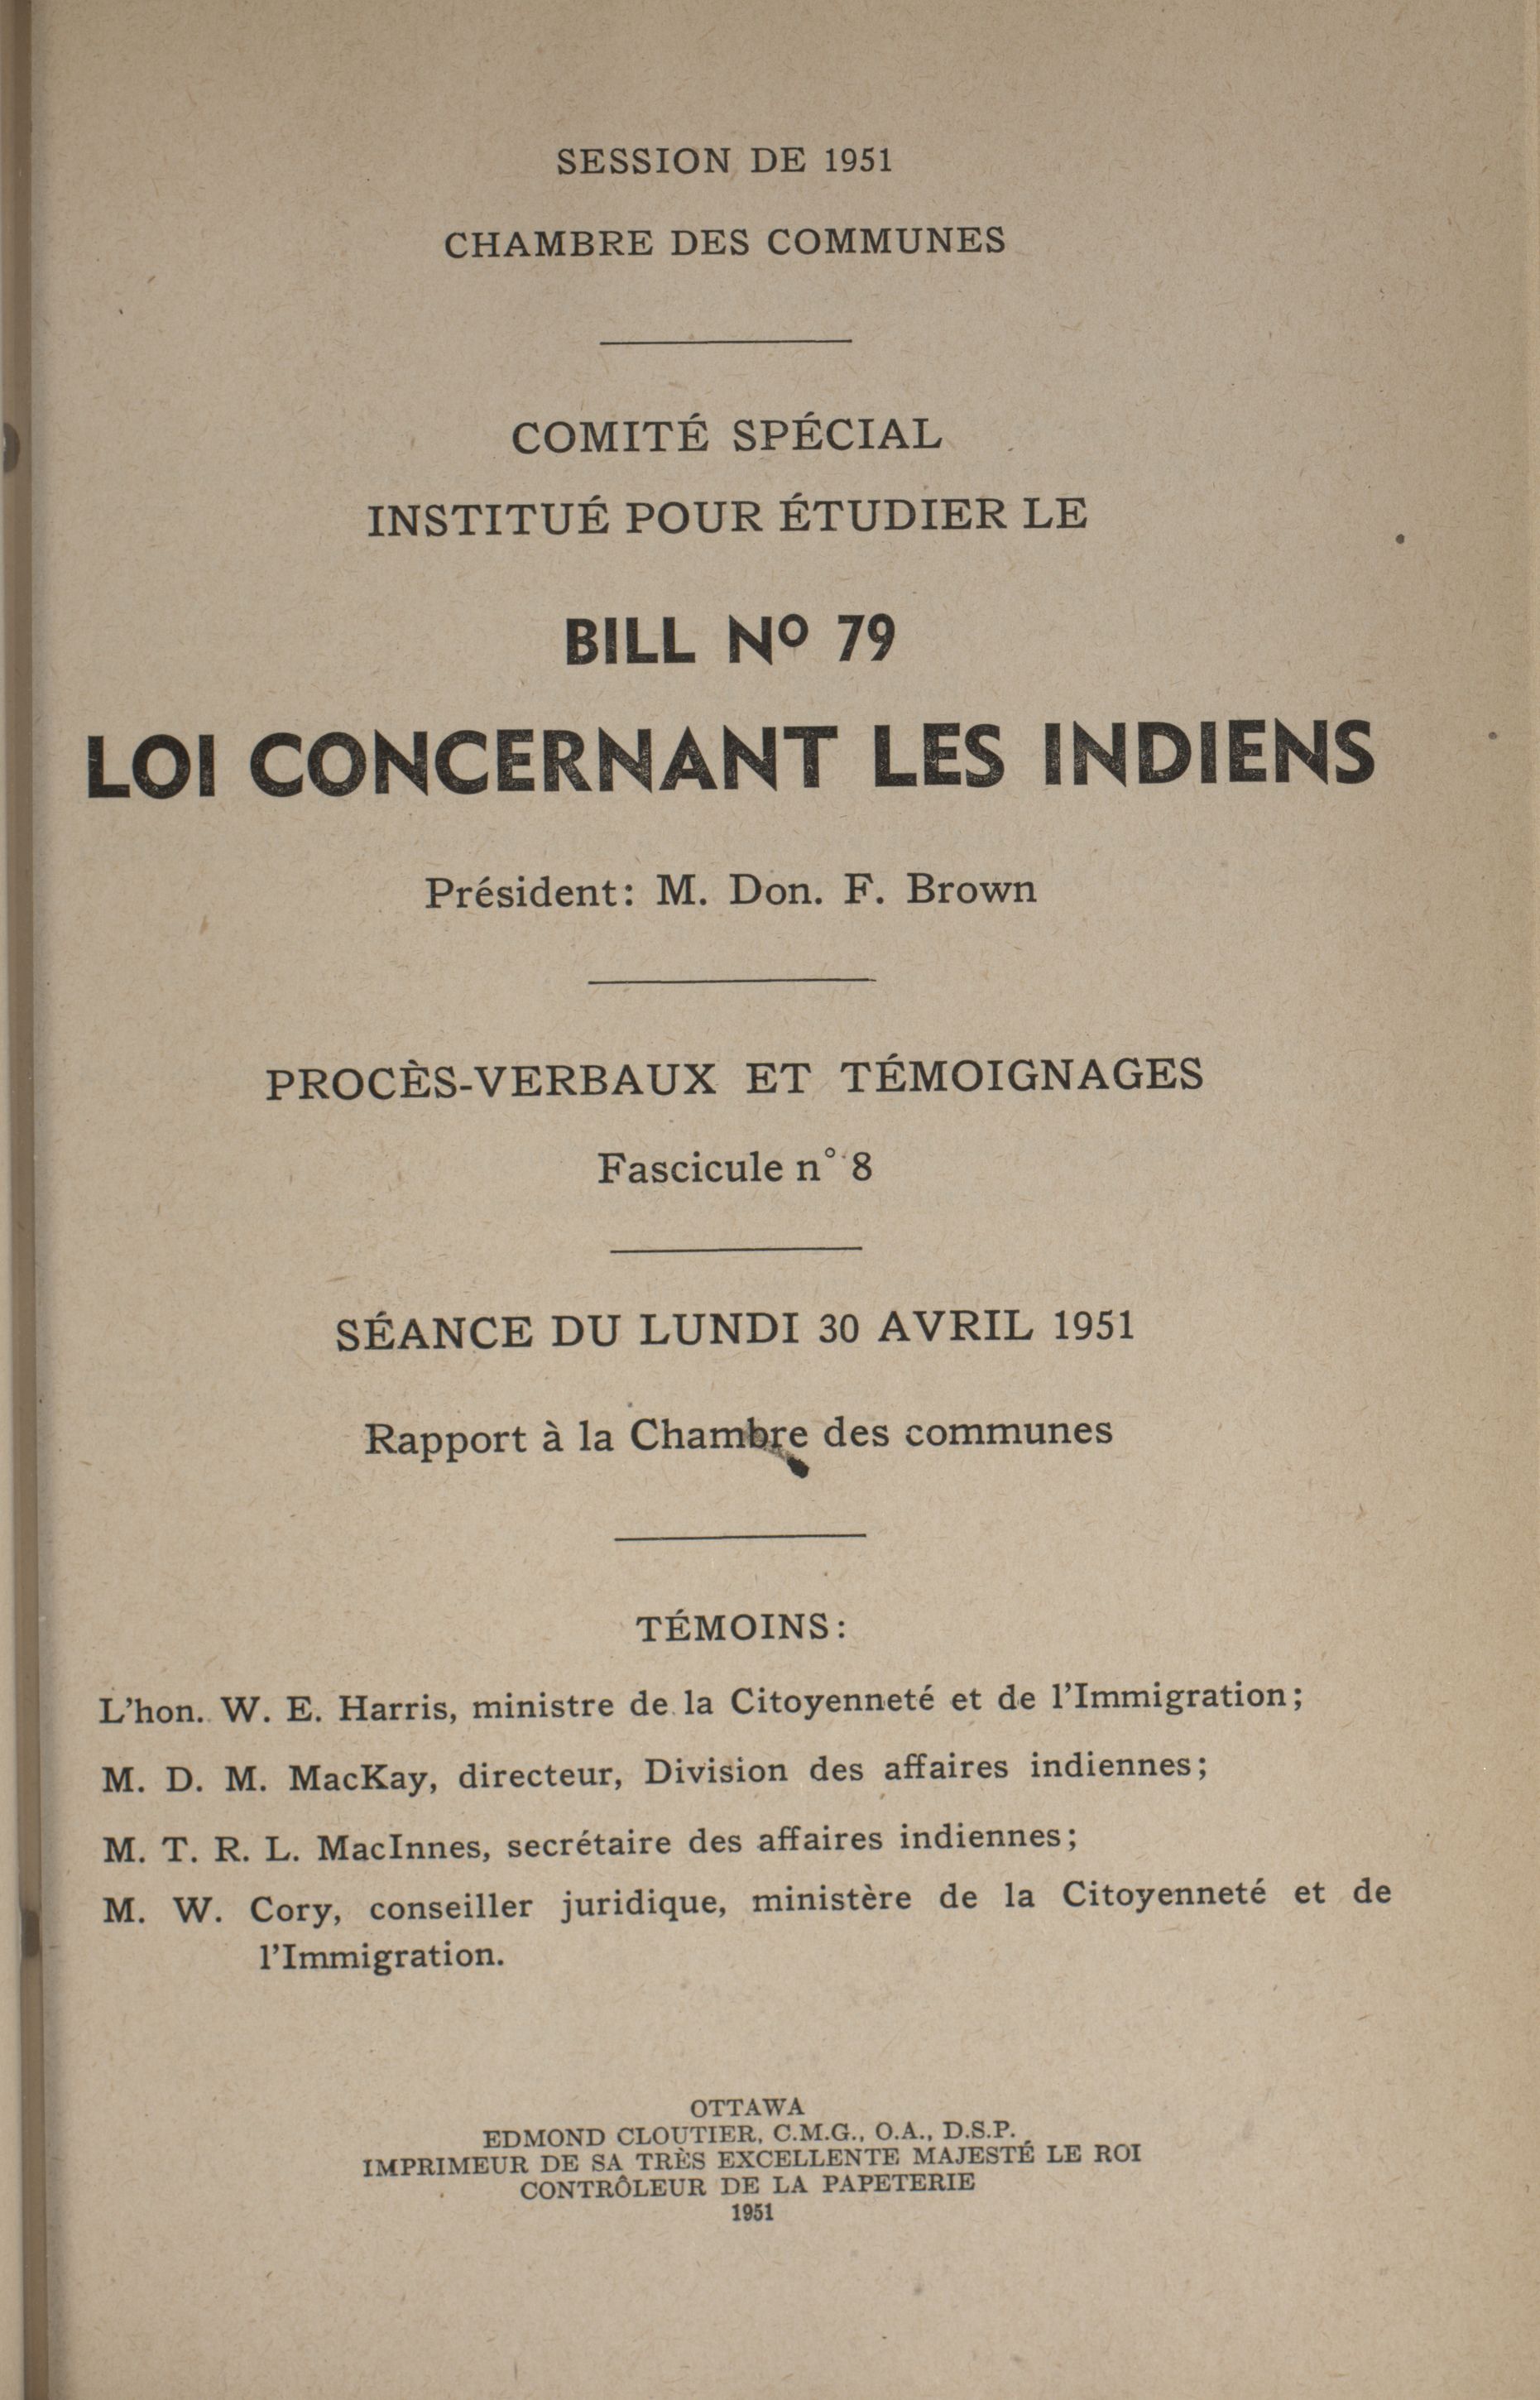 SESSION DE 1951
CHAMBRE DES COMMUNES
COMITÉ SPÉCIAL
INSTITUÉ POUR ÉTUDIER LE
BILL Nº 79
LOI CONCERNANT LES INDIENS
Président: M. Don. F. Brown
PROCÈS-VERBAUX ET TÉMOIGNAGES
Fascicule n° 8
SÉANCE DU LUNDI 30 AVRIL 1951
Rapport à la Chambre des communes
TÉMOINS:
L'hon. W. E. Harris, ministre de la Citoyenneté et de l'Immigration;
M. D. M. MacKay, directeur, Division des affaires indiennes;
M. T. R. L. MacInnes, secrétaire des affaires indiennes;
M. W. Cory, conseiller juridique, ministère de la Citoyenneté et de
l'Immigration.
OTTAWA
EDMOND CLOUTIER, C.M.G., O.A., D.S.P.
IMPRIMEUR DE SA TRÈS EXCELLENTE MAJESTÉ LE ROI
CONTRÔLEUR DE LA PAPETERIE
1951